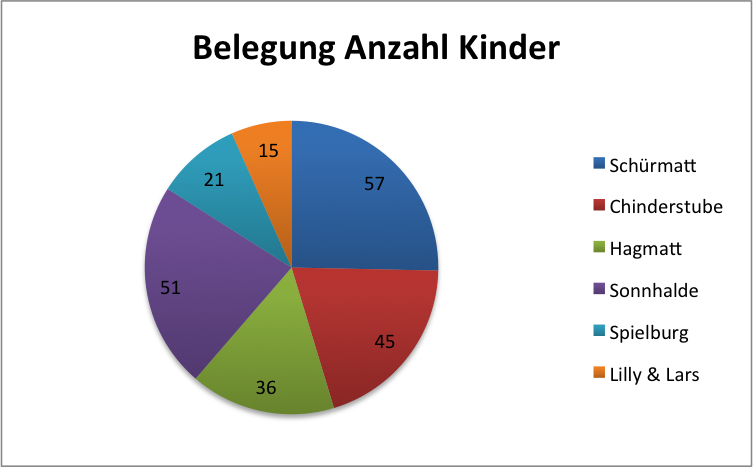 Belegung Anzahl Kinder
15
57
21
51
45
36
Schürmatt
Chinderstube
Hagmatt
Sonnhalde
Spielburg
Lilly & Lars